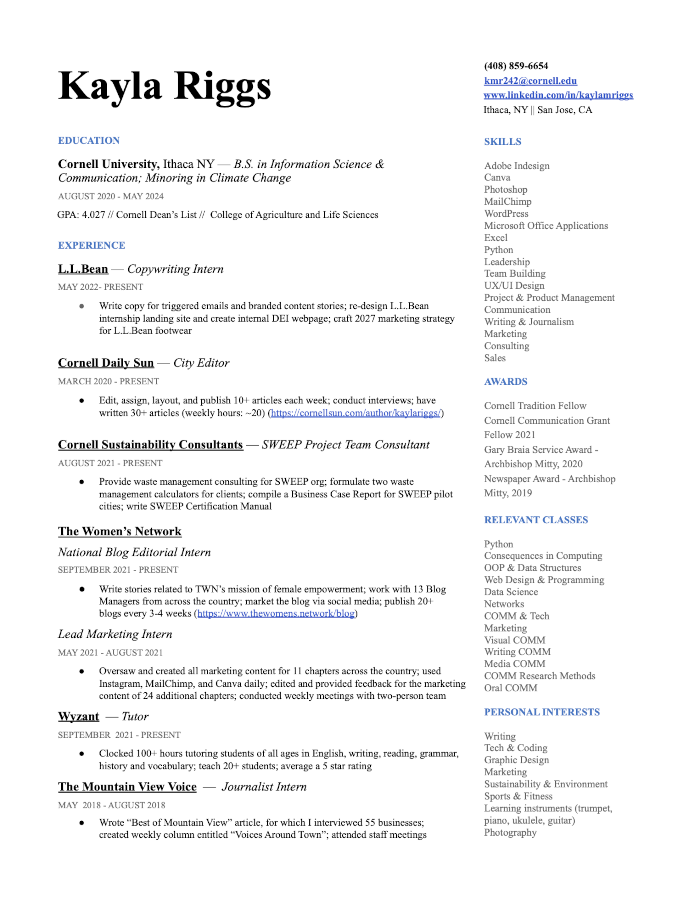 Kayla Riggs
(408) 859-6654
kmr242@cornell.edu
www.linkedin.com/in/kaylamriggs
Ithaca, NY || San Jose, CA
EDUCATION
Cornell University, Ithaca NY — B.S. in Information Science &
Communication; Minoring in Climate Change
AUGUST 2020 - MAY 2024
GPA: 4.027 // Cornell Dean's List // College of Agriculture and Life Sciences
EXPERIENCE
L.L.Bean — Copywriting Intern
MAY 2022- PRESENT
● Write copy for triggered emails and branded content stories; re-design L.L.Bean
internship landing site and create internal DEI webpage; craft 2027 marketing strategy
for L.L.Bean footwear
Cornell Daily Sun — City Editor
MARCH 2020 - PRESENT
● Edit, assign, layout, and publish 10+ articles each week; conduct interviews; have
written 30+ articles (weekly hours: ~20) (https://cornellsun.com/author/kaylariggs/)
Cornell Sustainability Consultants — SWEEP Project Team Consultant
AUGUST 2021 - PRESENT
● Provide waste management consulting for SWEEP org; formulate two waste
management calculators for clients; compile a Business Case Report for SWEEP pilot
cities; write SWEEP Certification Manual
The Women's Network
National Blog Editorial Intern
SEPTEMBER 2021 - PRESENT
● Write stories related to TWN's mission of female empowerment; work with 13 Blog
Managers from across the country; market the blog via social media; publish 20+
blogs every 3-4 weeks (https://www.thewomens.network/blog)
Lead Marketing Intern
MAY 2021 - AUGUST 2021
● Oversaw and created all marketing content for 11 chapters across the country; used
Instagram, MailChimp, and Canva daily; edited and provided feedback for the marketing
content of 24 additional chapters; conducted weekly meetings with two-person team
Wyzant — Tutor
SEPTEMBER 2021 - PRESENT
● Clocked 100+ hours tutoring students of all ages in English, writing, reading, grammar,
history and vocabulary; teach 20+ students; average a 5 star rating
The Mountain View Voice — Journalist Intern
MAY 2018 - AUGUST 2018
● Wrote "Best of Mountain View" article, for which I interviewed 55 businesses;
created weekly column entitled "Voices Around Town"; attended staff meetings
SKILLS
Adobe Indesign
Canva
Photoshop
MailChimp
WordPress
Microsoft Office Applications
Excel
Python
Leadership
Team Building
UX/UI Design
Project & Product Management
Communication
Writing & Journalism
Marketing
Consulting
Sales
AWARDS
Cornell Tradition Fellow
Cornell Communication Grant
Fellow 2021
Gary Braia Service Award -
Archbishop Mitty, 2020
Newspaper Award - Archbishop
Mitty, 2019
RELEVANT CLASSES
Python
Consequences in Computing
OOP & Data Structures
Web Design & Programming
Data Science
Networks
COMM & Tech
Marketing
Visual COMM
Writing COMM
Media COMM
COMM Research Methods
Oral COMM
PERSONAL INTERESTS
Writing
Tech & Coding
Graphic Design
Marketing
Sustainability & Environment
Sports & Fitness
Learning instruments (trumpet,
piano, ukulele, guitar)
Photography